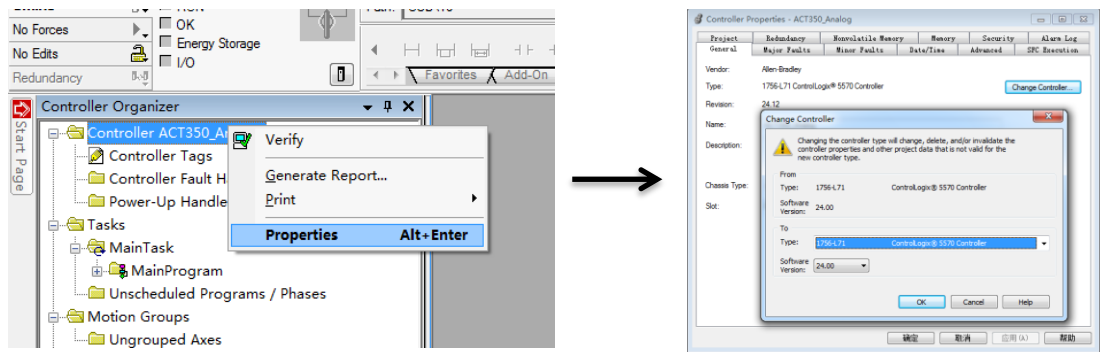 No Forces
OK
Energy Storage
No Edits
I/O
Redundancy
Favorites
Add-On
Controller Organizer
Start Page
Controller ACT350_An
Controller Tags
Controller Fault H
Power-Up Handle
Tasks
MainTask
MainProgram
Unscheduled Programs / Phases
Motion Groups
Ungrouped Axes
Verify
Generate Report...
Print
Properties Alt+Enter
Controller Properties - ACT350_Analog
Project Redundancy Nonvolatile Memory Memory Security Alarm Log
General Major Faults Minor Faults Date/Time Advanced SFC Execution
Vendor: Allen-Bradley
Type: 1756-L71 ControlLogix® 5570 Controller
Change Controller...
Revision: 24.12
Name:
Description:
Chassis Type:
Slot:
Change Controller
Changing the controller type will change, delete, and/or invalidate the
controller properties and other project data that is not valid for the
new controller type.
From
Type: 1756-L71 ControlLogix® 5570 Controller
Software
Version: 24.00
To
Type: 1756-L71 ControlLogix® 5570 Controller
Software
Version: 24.00
OK Cancel Help
确定 取消 应用(A) 帮助